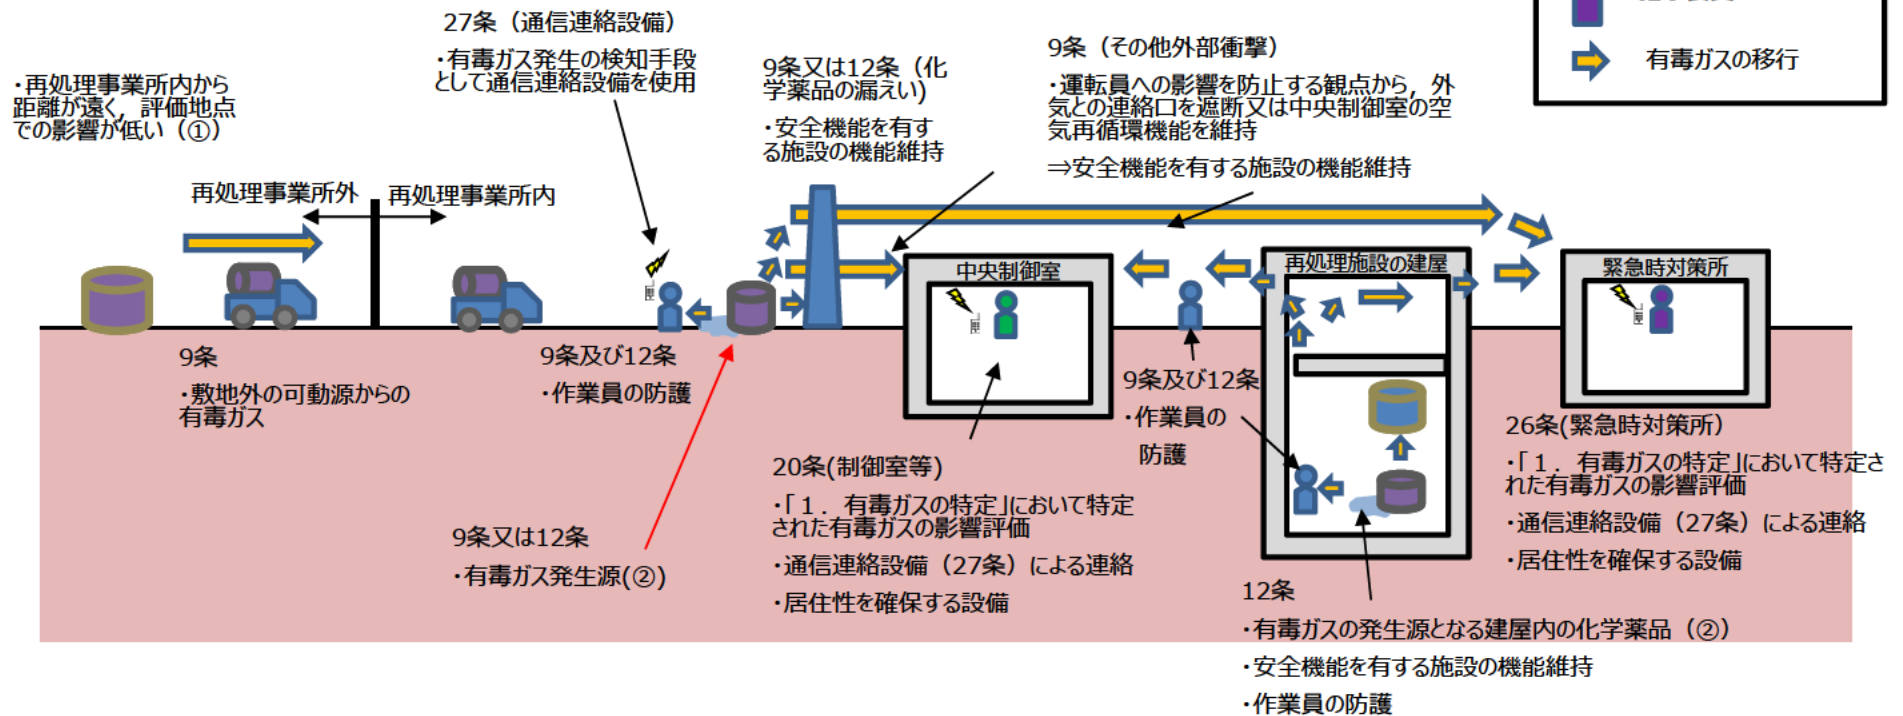 27条（通信連絡設備）
・有毒ガス発生の検知手段
として通信連絡設備を使用
・再処理事業所内から
距離が遠く，評価地点
での影響が低い（①）
9条又は12条（化
学薬品の漏えい)
・安全機能を有す
る施設の機能維持
9条（その他外部衝撃）
・運転員への影響を防止する観点から，外
気との連絡口を遮断又は中央制御室の空
気再循環機能を維持
⇒安全機能を有する施設の機能維持
有毒ガスの移行
再処理事業所外
再処理事業所内
中央制御室
再処理施設の建屋
緊急時対策所
9条
・敷地外の可動源からの
有毒ガス
9条及び12条
・作業員の防護
9条又は12条
・有毒ガス発生源(②)
20条(制御室等)
・「１．有毒ガスの特定」において特定
された有毒ガスの影響評価
・通信連絡設備（27条）による連絡
・居住性を確保する設備
9条及び12条
・作業員の
防護
12条
・有毒ガスの発生源となる建屋内の化学薬品（②）
・安全機能を有する施設の機能維持
・作業員の防護
26条(緊急時対策所）
・「１．有毒ガスの特定」において特定さ
れた有毒ガスの影響評価
・通信連絡設備（27条）による連絡
・居住性を確保する設備